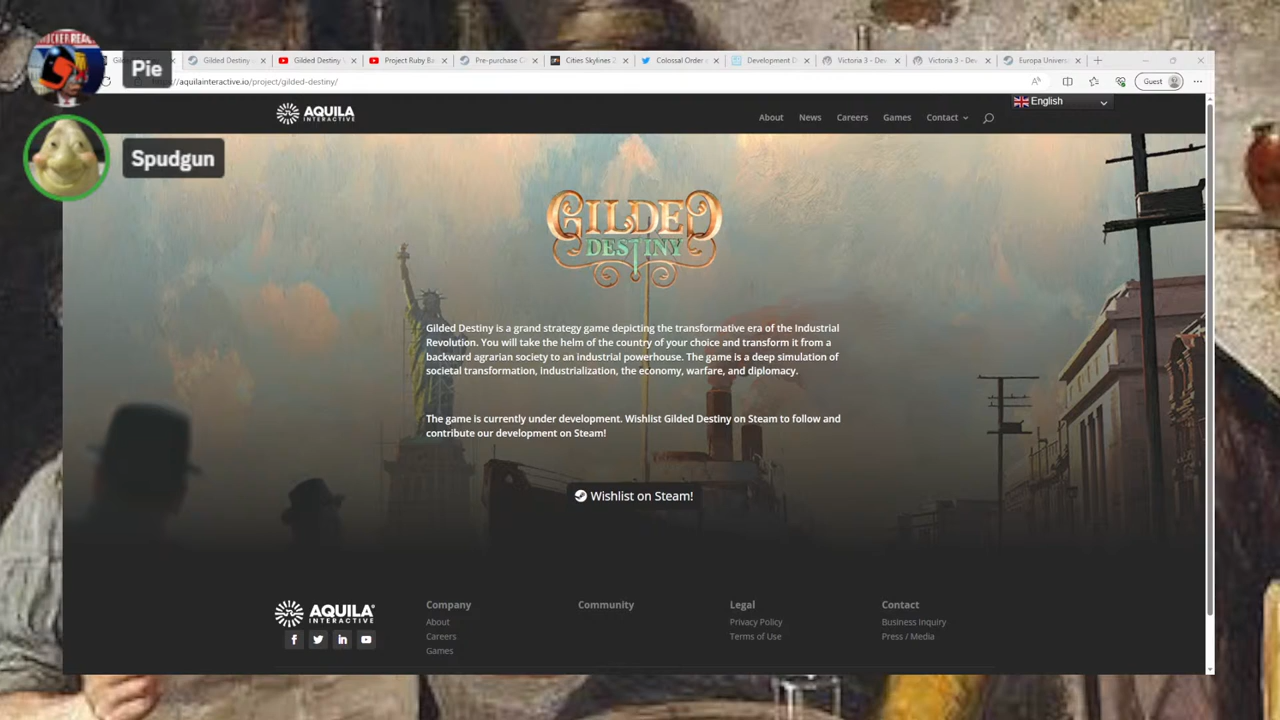 Pie
Spudgun
Gilded Destiny
Gilded Destiny
Project Ruby Ba
Pre-purchase
Cities Skylines 2
Colossal Order
Development D
Victoria 3 - Dev
Victoria 3 - Dev
Europa Univers
aquilainteractive.io/project/gilded-destiny/
Guest
AQUILA
INTERACTIVE
English
About
News
Careers
Games
Contact
GILDED
DESTINY
Gilded Destiny is a grand strategy game depicting the transformative era of the Industrial
Revolution. You will take the helm of the country of your choice and transform it from a
backward agrarian society to an industrial powerhouse. The game is a deep simulation of
societal transformation, industrialization, the economy, warfare, and diplomacy.
The game is currently under development. Wishlist Gilded Destiny on Steam to follow and
contribute our development on Steam!
Wishlist on Steam!
AQUILA
INTERACTIVE
Company
About
Careers
Games
Community
Legal
Privacy Policy
Terms of Use
Contact
Business Inquiry
Press / Media